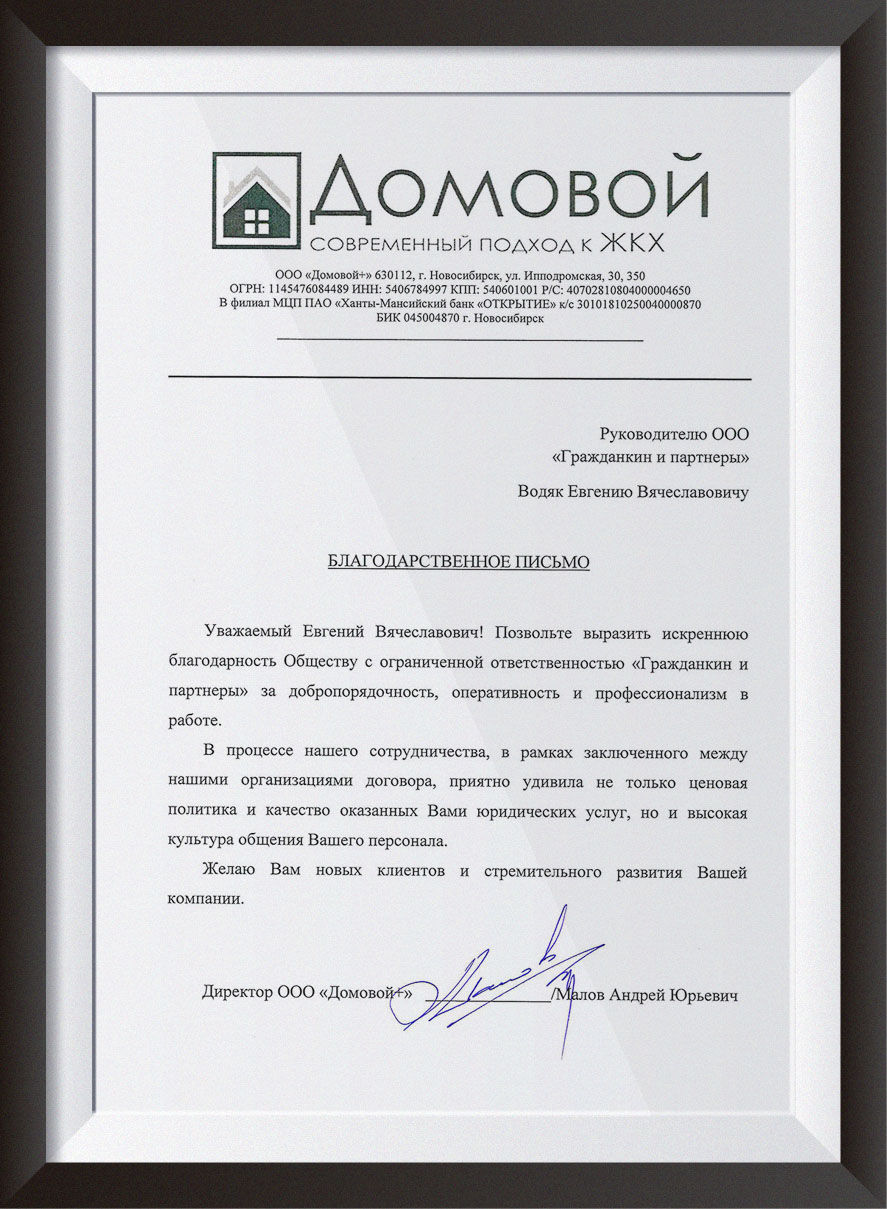 ДОМОВОЙ
СОВРЕМЕННЫЙ ПОДХОД К ЖКХ
ООО «Домовой+» 630112, г. Новосибирск, ул. Ипподромская, 30, 350
ОГРН: 1145476084489 ИНН: 5406784997 КПП: 540601001 Р/С: 40702810804000004650
В филиал МЦП ПАО «Ханты-Мансийский банк «ОТКРЫТИЕ» к/с 30101810250040000870
БИК 045004870 г. Новосибирск
Руководителю ООО
«Гражданкин и партнеры»
Водяк Евгению Вячеславовичу
БЛАГОДАРСТВЕННОЕ ПИСЬМО
Уважаемый Евгений Вячеславович! Позвольте выразить искреннюю
благодарность Обществу с ограниченной ответственностью «Гражданкин и
партнеры» за добропорядочность, оперативность и профессионализм в
работе.
В процессе нашего сотрудничества, в рамках заключенного между
нашими организациями договора, приятно удивила не только ценовая
политика и качество оказанных Вами юридических услуг, но и высокая
культура общения Вашего персонала.
Желаю Вам новых клиентов и стремительного развития Вашей
компании.
Директор ООО «Домовой+» ______________/Малов Андрей Юрьевич